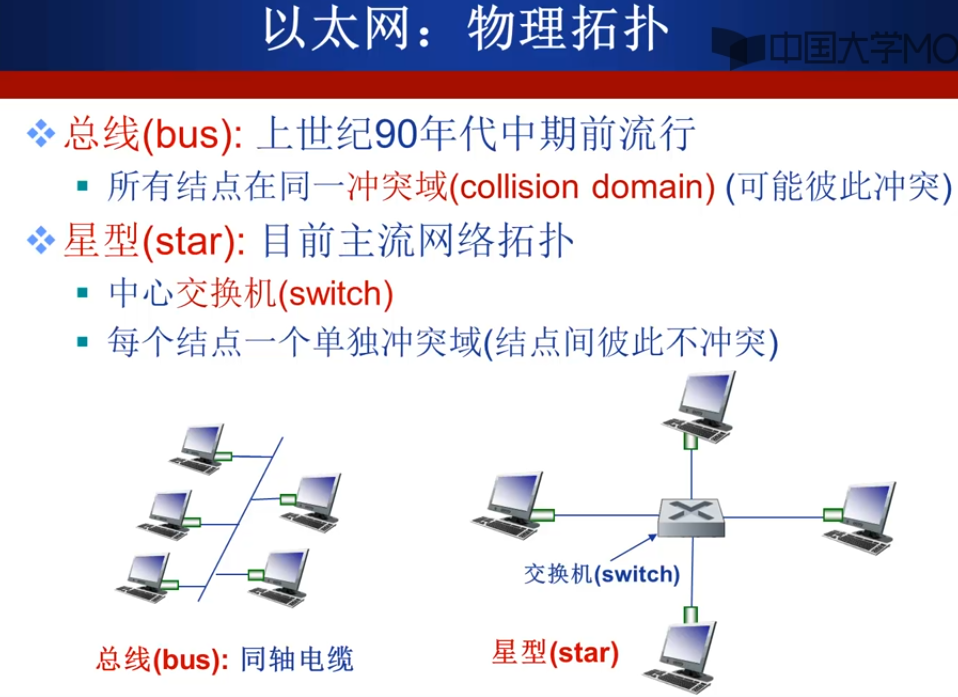 以太网：物理拓扑
中国大学MO
总线(bus): 上世纪90年代中期前流行
所有结点在同一冲突域(collision domain) (可能彼此冲突)
星型(star): 目前主流网络拓扑
中心交换机(switch)
每个结点一个单独冲突域(结点间彼此不冲突)
交换机(switch)
总线(bus): 同轴电缆
星型(star)